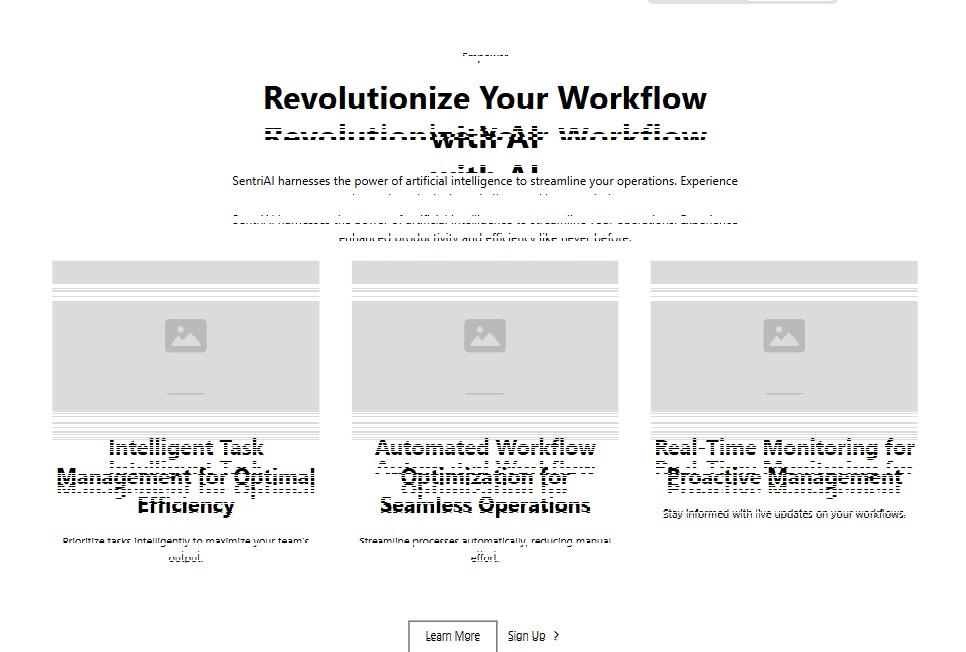 Empower
Revolutionize Your Workflow
with AI
SentriAI harnesses the power of artificial intelligence to streamline your operations. Experience
enhanced productivity and efficiency like never before.
Intelligent Task
Management for Optimal
Efficiency
Prioritize tasks intelligently to maximize your team's
output.
Automated Workflow
Optimization for
Seamless Operations
Streamline processes automatically, reducing manual
effort.
Real-Time Monitoring for
Proactive Management
Stay informed with live updates on your workflows.
Learn More
Sign Up ?